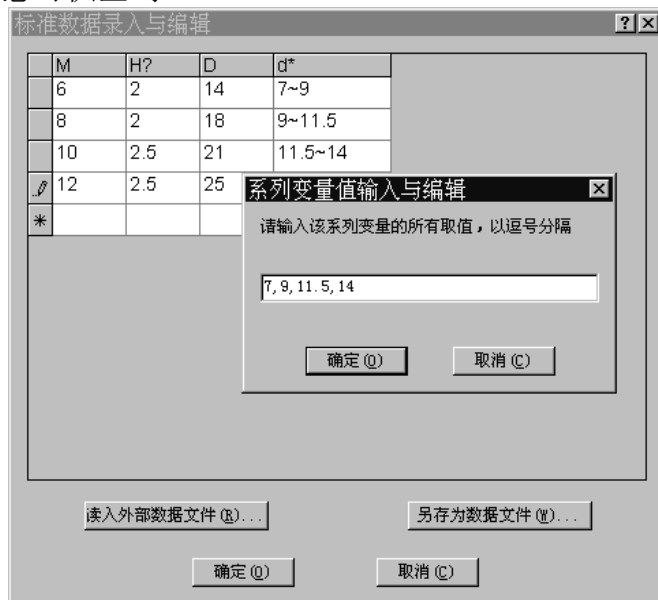 标准数据录入与编辑
M H? D d*
6 2 14 7~9
8 2 18 9~11.5
10 2.5 21 11.5~14
12 2.5 25
*
系列变量值输入与编辑
请输入该系列变量的所有取值，以逗号分隔
7,9,11.5,14
确定(O) 取消(C)
读入外部数据文件(R)... 另存为数据文件(W)...
确定(O) 取消(C)